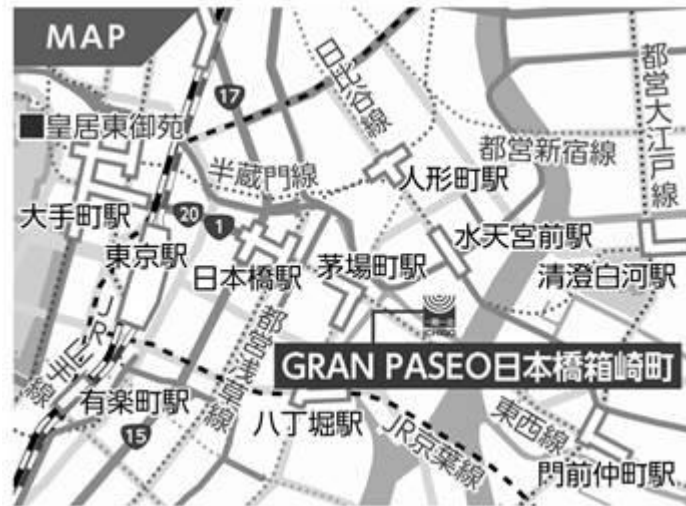 MAP
17
日比谷線
都営大江戸線
■皇居東御苑
半蔵門線
都営新宿線
人形町駅
大手町駅
20
1
水天宮前駅
東京駅
日本橋駅
茅場町駅
清澄白河駅
JR山手線
都営浅草線
GRAN PASEO日本橋箱崎町
有楽町駅
15
八丁堀駅
JR京葉線
東西線
門前仲町駅